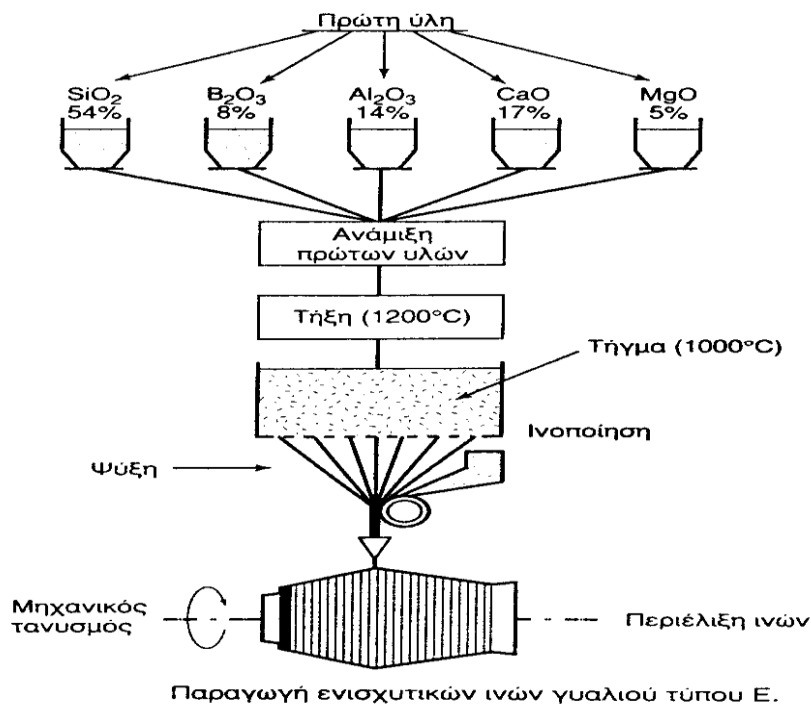 Πρώτη ύλη
SiO₂ B₂O₃ Al₂O₃ CaO MgO
54% 8% 14% 17% 5%
Ανάμιξη
πρώτων υλών
Τήξη (1200°C)
Τήγμα (1000°C)
Ινοποίηση
Ψύξη
Μηχανικός
τανυσμός
Περιέλιξη ινών
Παραγωγή ενισχυτικών ινών γυαλιού τύπου Ε.